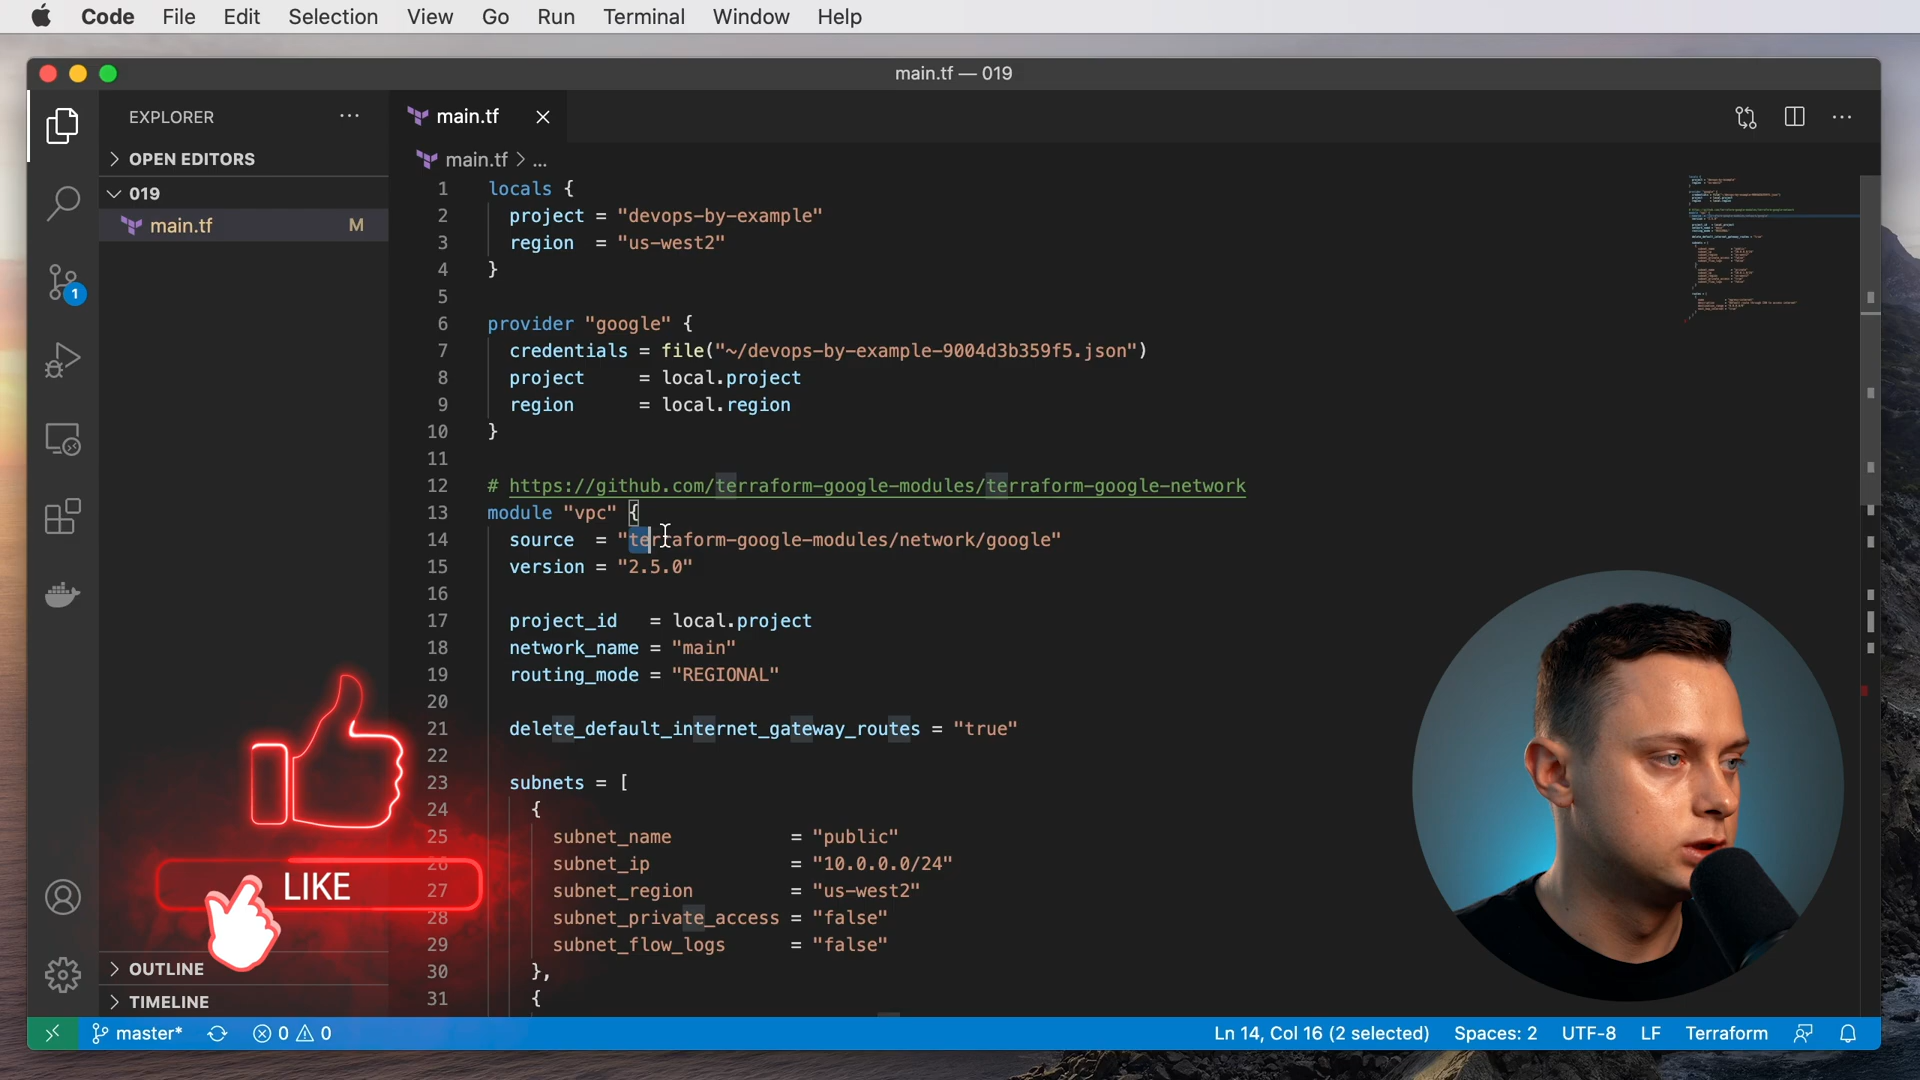 Code File Edit Selection View Go Run Terminal Window Help
main.tf — 019
EXPLORER
main.tf
OPEN EDITORS
main.tf > ...
019
main.tf M
1
1 locals {
2 project = "devops-by-example"
3 region = "us-west2"
4 }
5
6 provider "google" {
7 credentials = file("~/devops-by-example-9004d3b359f5.json")
8 project = local.project
9 region = local.region
10 }
11
12 # https://github.com/terraform-google-modules/terraform-google-network
13 module "vpc" {
14 source = "terraform-google-modules/network/google"
15 version = "2.5.0"
16
17 project_id = local.project
18 network_name = "main"
19 routing_mode = "REGIONAL"
20
21 delete_default_internet_gateway_routes = "true"
22
23 subnets = [
24 {
25 subnet_name = "public"
26 subnet_ip = "10.0.0.0/24"
27 subnet_region = "us-west2"
28 subnet_private_access = "false"
29 subnet_flow_logs = "false"
30 },
31 {
LIKE
OUTLINE
TIMELINE
master* 0 0 Ln 14, Col 16 (2 selected) Spaces: 2 UTF-8 LF Terraform